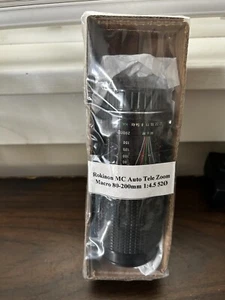 Rokinon MC Auto Tele Zoom
Macro 80-200mm 1:4.5 52Ø